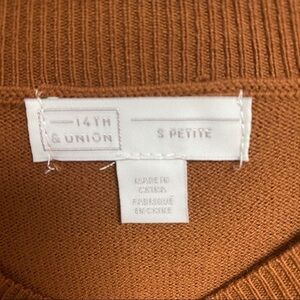 14TH
& UNION
S PETITE
MADE IN
CHINA
FABRIQUÉ
EN CHINE